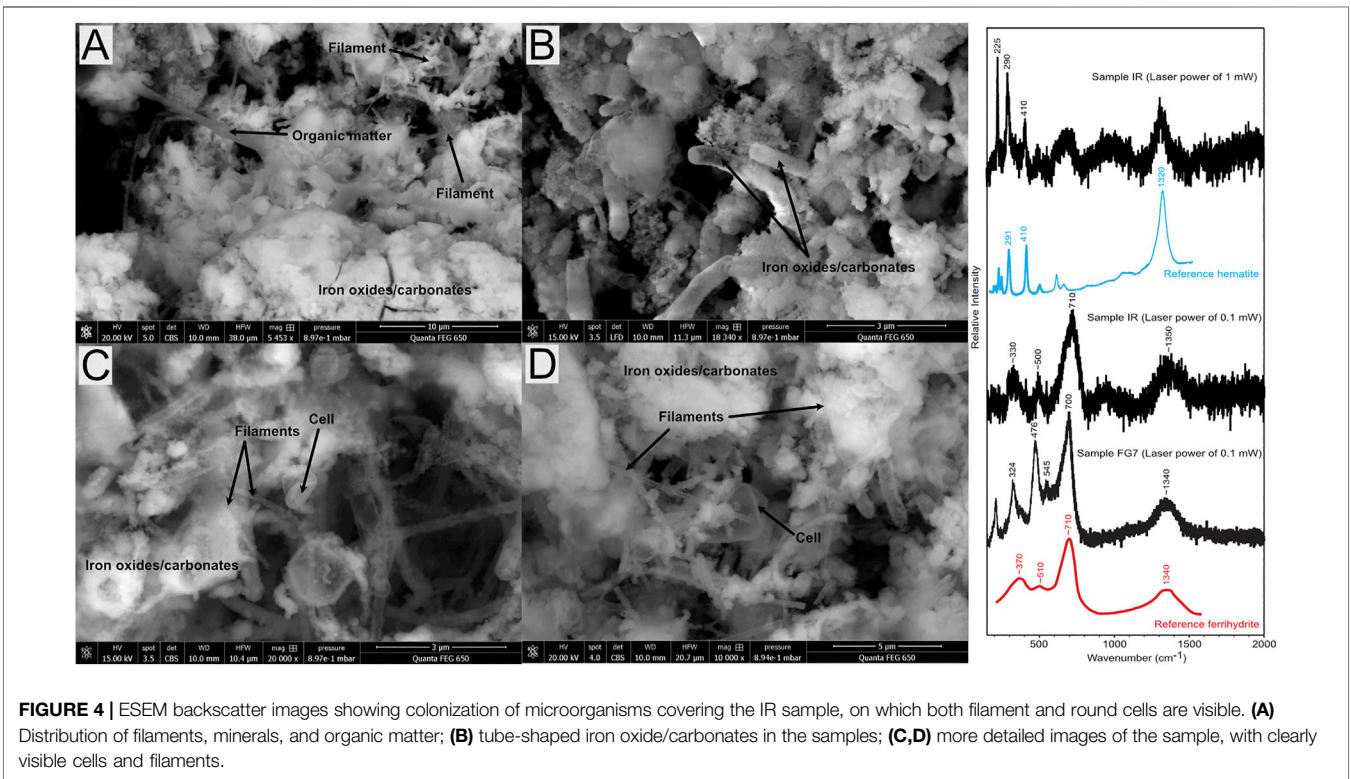 A
Filament
Organic matter
Filament
Iron oxides/carbonates
HV spot det WD HFW mag pressure 10 µm
20.00 kV 5.0 CBS 10.0 mm 38.0 µm 5 453 x 8.97e-1 mbar Quanta FEG 650
B
Iron oxides/carbonates
HV spot det WD HFW mag pressure 3 µm
15.00 kV 3.5 LFD 10.0 mm 11.3 µm 18 340 x 8.97e-1 mbar Quanta FEG 650
C
Cell
Filaments
Iron oxides/carbonates
HV spot det WD HFW mag pressure 3 µm
15.00 kV 3.5 CBS 10.0 mm 10.4 µm 20 000 x 8.97e-1 mbar Quanta FEG 650
D
Iron oxides/carbonates
Filaments
Cell
HV spot det WD HFW mag pressure 5 µm
20.00 kV 4.0 CBS 10.0 mm 20.7 µm 10 000 x 8.94e-1 mbar Quanta FEG 650
Relative Intensity
225
290
410
Sample IR (Laser power of 1 mW)
291
410
1320
Reference hematite
Sample IR (Laser power of 0.1 mW)
~330
~500
710
~1350
Sample FG7 (Laser power of 0.1 mW)
324
476
545
700
~1340
~370
~510
~710
1340
Reference ferrihydrite
500 1000 1500 2000
Wavenumber (cm-1)
FIGURE 4 | ESEM backscatter images showing colonization of microorganisms covering the IR sample, on which both filament and round cells are visible. (A)
Distribution of filaments, minerals, and organic matter; (B) tube-shaped iron oxide/carbonates in the samples; (C,D) more detailed images of the sample, with clearly
visible cells and filaments.